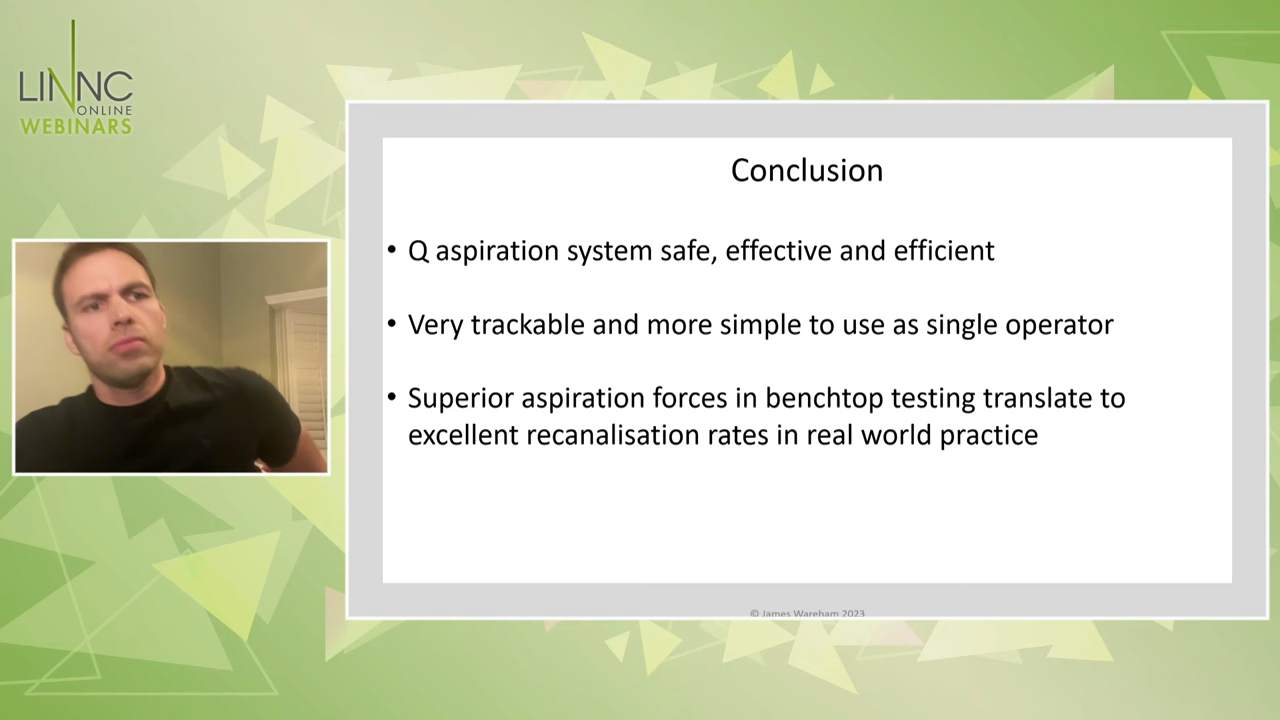 LINNC
ONLINE
WEBINARS
Conclusion
• Q aspiration system safe, effective and efficient
• Very trackable and more simple to use as single operator
• Superior aspiration forces in benchtop testing translate to
excellent recanalisation rates in real world practice
© James Wareham 2023